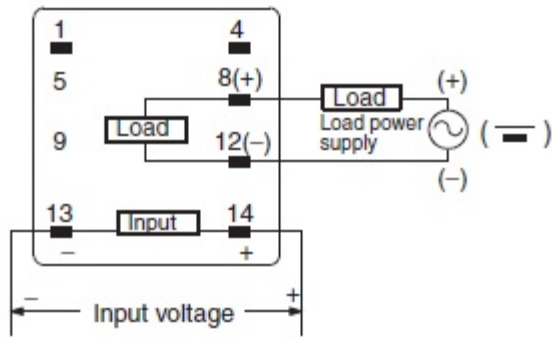 1 4
5 8(+) Load (+)
Load Load power
supply
9 12(–) (–)
13 Input 14
– +
– Input voltage +